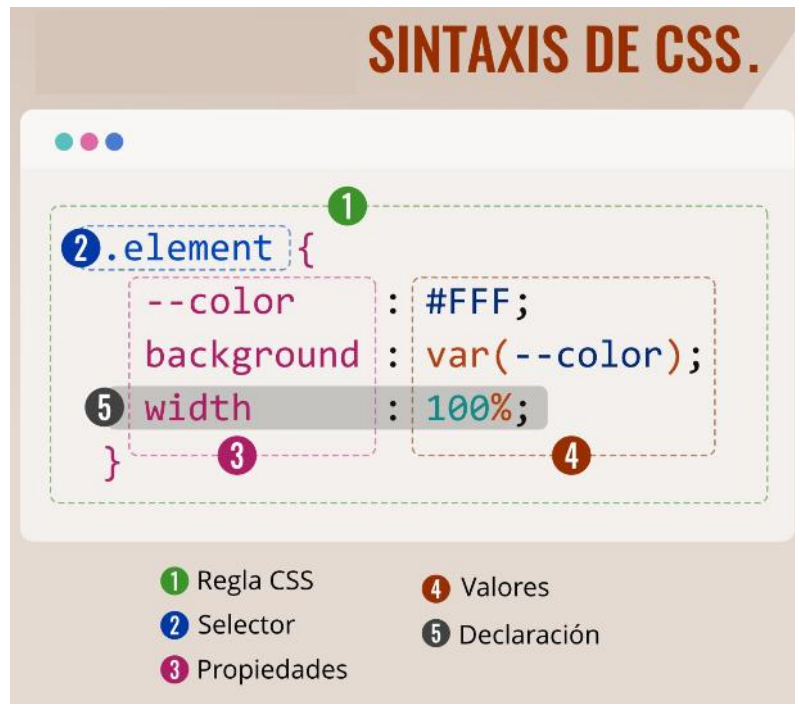 SINTAXIS DE CSS.
1
2 .element {
--color : #FFF;
background : var(--color);
5 width : 100%;
} 3 4
1 Regla CSS
2 Selector
3 Propiedades
4 Valores
5 Declaración